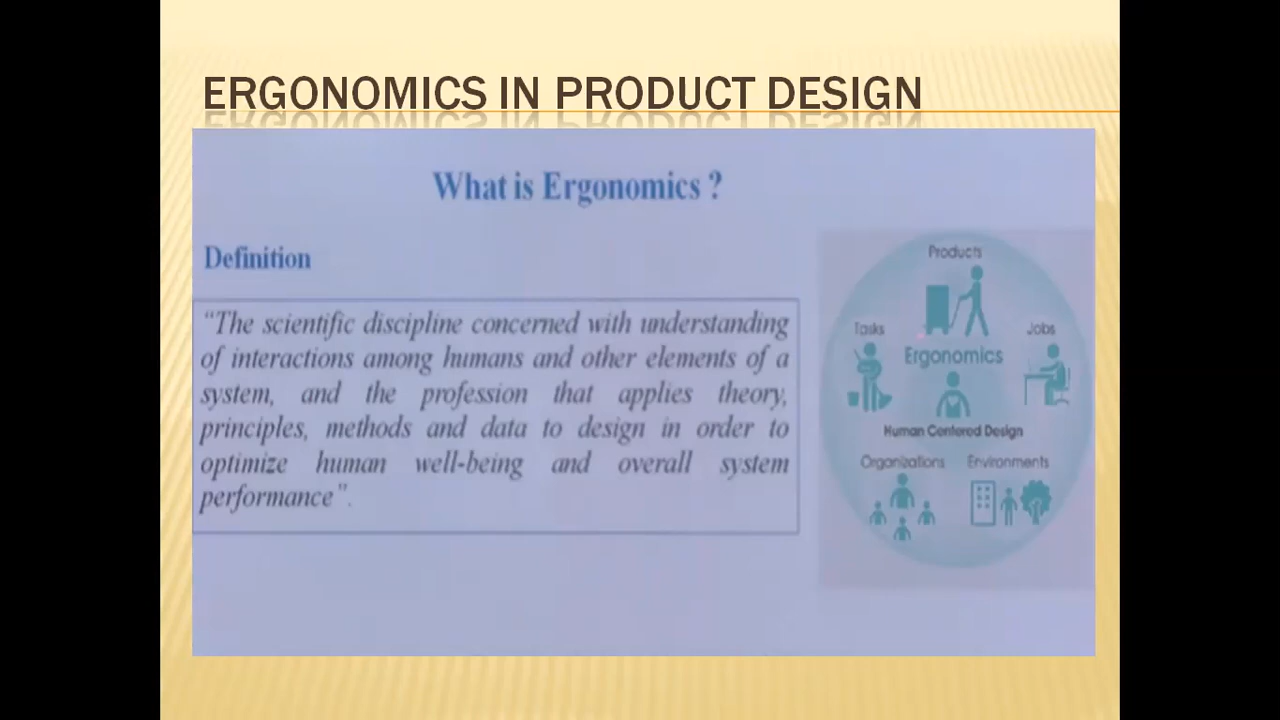 ERGONOMICS IN PRODUCT DESIGN
What is Ergonomics ?
Definition
“The scientific discipline concerned with understanding
of interactions among humans and other elements of a
system, and the profession that applies theory,
principles, methods and data to design in order to
optimize human well-being and overall system
performance”.
Products
Tasks
Jobs
Ergonomics
Human Centered Design
Organizations
Environments